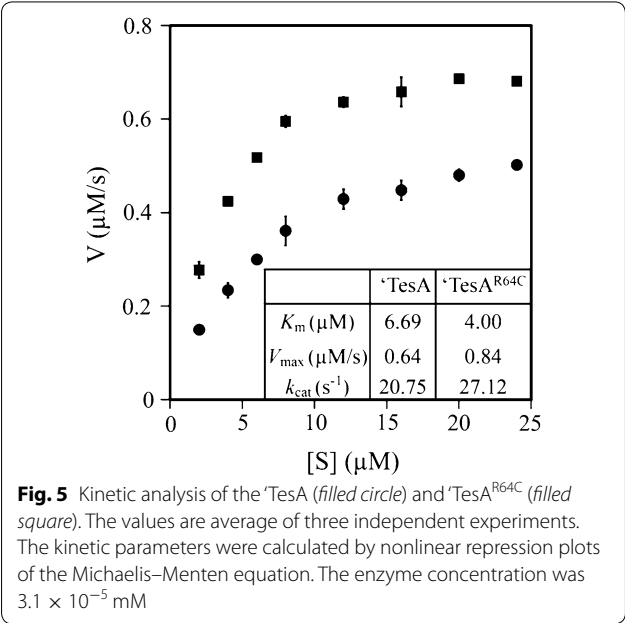 0.8
0.6
0.4
0.2
0
V (μM/s)
‘TesA ‘TesA^R64C
K_m (μM) 6.69 4.00
V_max (μM/s) 0.64 0.84
k_cat (s^-1) 20.75 27.12
0 5 10 15 20 25
[S] (μM)
Fig. 5 Kinetic analysis of the ‘TesA (filled circle) and ‘TesA^R64C (filled
square). The values are average of three independent experiments.
The kinetic parameters were calculated by nonlinear repression plots
of the Michaelis–Menten equation. The enzyme concentration was
3.1 × 10^−5 mM